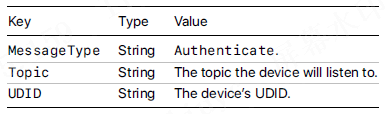 Key Type Value
MessageType String Authenticate.
Topic String The topic the device will listen to.
UDID String The device's UDID.